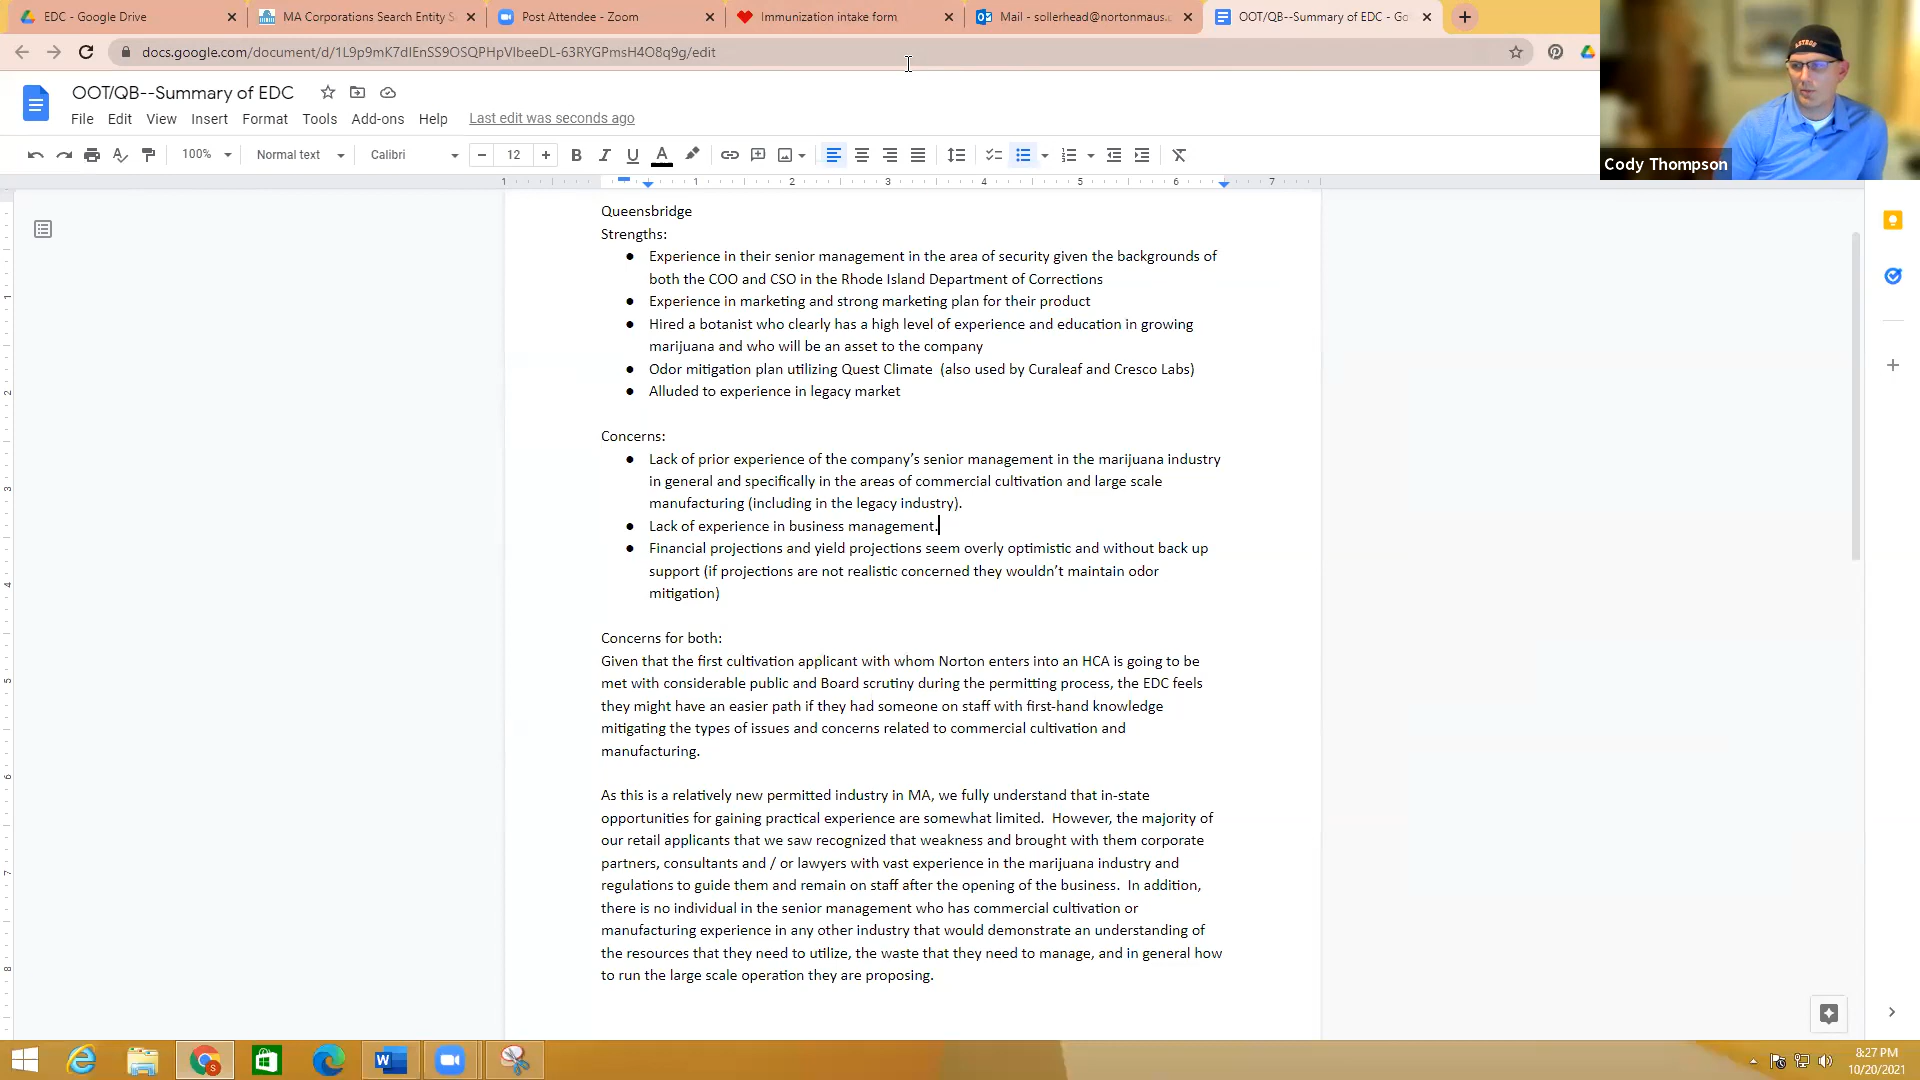 EDC - Google Drive
MA Corporations Search Entity S
Post Attendee - Zoom
Immunization intake form
Mail - sollerhead@nortonmaus.
OOT/QB--Summary of EDC - Go
docs.google.com/document/d/1L9p9mK7dIEnSS9OSQPHpVlbeeDL-63RYGPmsH4O8q9g/edit
ASTROS
OOT/QB--Summary of EDC
File Edit View Insert Format Tools Add-ons Help Last edit was seconds ago
100% Normal text Calibri 12
Cody Thompson
1 1 2 3 4 5 6 7
Queensbridge
Strengths:
● Experience in their senior management in the area of security given the backgrounds of
both the COO and CSO in the Rhode Island Department of Corrections
● Experience in marketing and strong marketing plan for their product
● Hired a botanist who clearly has a high level of experience and education in growing
marijuana and who will be an asset to the company
● Odor mitigation plan utilizing Quest Climate (also used by Curaleaf and Cresco Labs)
● Alluded to experience in legacy market
Concerns:
● Lack of prior experience of the company's senior management in the marijuana industry
in general and specifically in the areas of commercial cultivation and large scale
manufacturing (including in the legacy industry).
● Lack of experience in business management.
● Financial projections and yield projections seem overly optimistic and without back up
support (if projections are not realistic concerned they wouldn't maintain odor
mitigation)
Concerns for both:
Given that the first cultivation applicant with whom Norton enters into an HCA is going to be
met with considerable public and Board scrutiny during the permitting process, the EDC feels
they might have an easier path if they had someone on staff with first-hand knowledge
mitigating the types of issues and concerns related to commercial cultivation and
manufacturing.
As this is a relatively new permitted industry in MA, we fully understand that in-state
opportunities for gaining practical experience are somewhat limited. However, the majority of
our retail applicants that we saw recognized that weakness and brought with them corporate
partners, consultants and / or lawyers with vast experience in the marijuana industry and
regulations to guide them and remain on staff after the opening of the business. In addition,
there is no individual in the senior management who has commercial cultivation or
manufacturing experience in any other industry that would demonstrate an understanding of
the resources that they need to utilize, the waste that they need to manage, and in general how
to run the large scale operation they are proposing.
1
2
3
4
5
6
7
8
8:27 PM
10/20/2021